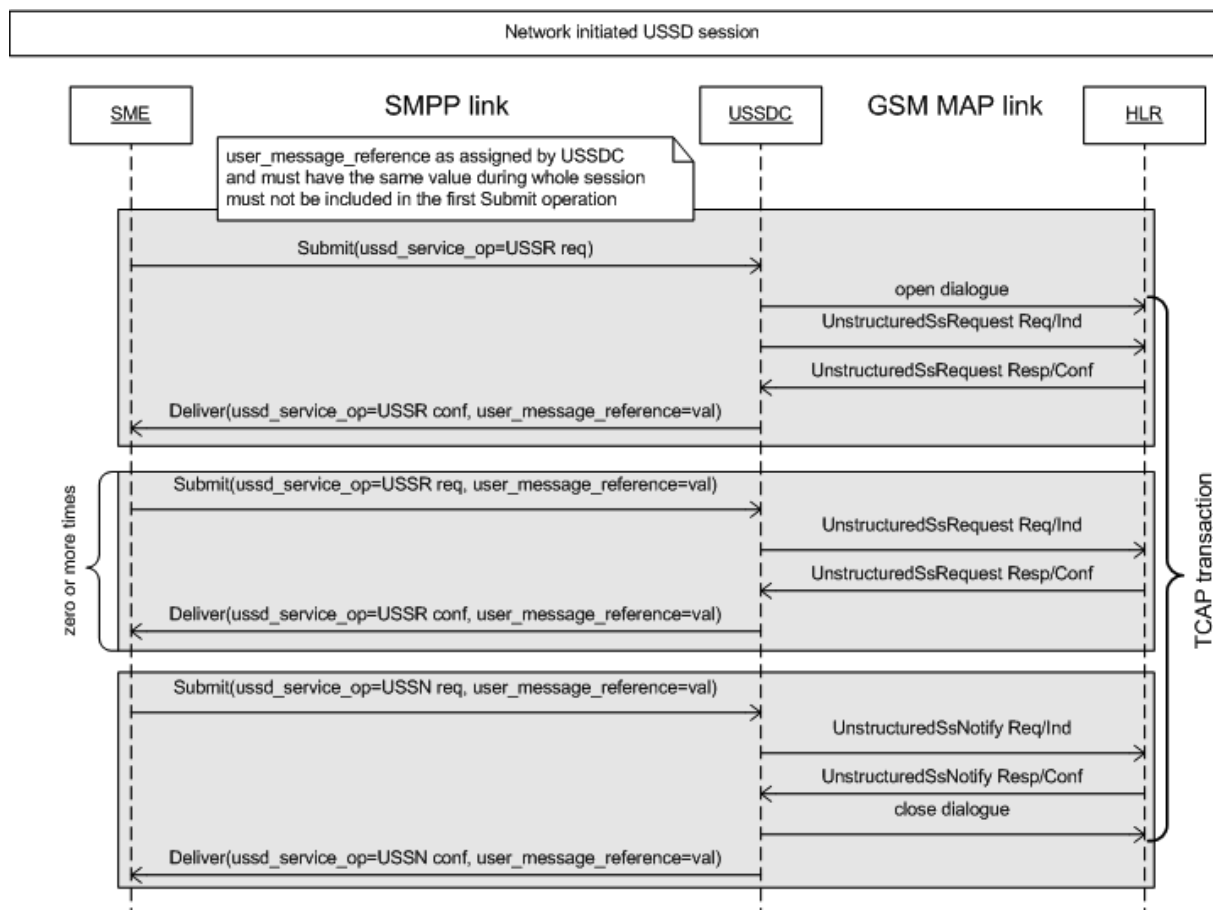 Network initiated USSD session
SME
SMPP link
USSDC
GSM MAP link
HLR
user_message_reference as assigned by USSDC
and must have the same value during whole session
must not be included in the first Submit operation
Submit(ussd_service_op=USSR req)
open dialogue
UnstructuredSsRequest Req/Ind
UnstructuredSsRequest Resp/Conf
Deliver(ussd_service_op=USSR conf, user_message_reference=val)
zero or more times
Submit(ussd_service_op=USSR req, user_message_reference=val)
UnstructuredSsRequest Req/Ind
UnstructuredSsRequest Resp/Conf
Deliver(ussd_service_op=USSR conf, user_message_reference=val)
TCAP transaction
Submit(ussd_service_op=USSN req, user_message_reference=val)
UnstructuredSsNotify Req/Ind
UnstructuredSsNotify Resp/Conf
close dialogue
Deliver(ussd_service_op=USSN conf, user_message_reference=val)